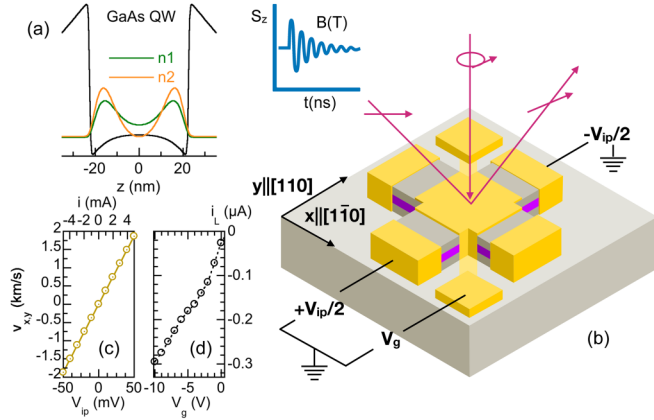 (a)
GaAs QW
n1
n2
-20
0
20
z (nm)
S_z
B(T)
t(ns)
-V_ip/2
y||[110]
x||[11̄0]
+V_ip/2
V_g
(b)
i (mA)
-4 -2 0 2 4
2
1.5
1
0.5
0
-0.5
-1
-1.5
-2
v_x,y (km/s)
(c)
-50 0 50
V_ip (mV)
i_L (μA)
0
-0.1
-0.2
-0.3
(d)
-10 -5 0
V_g (V)